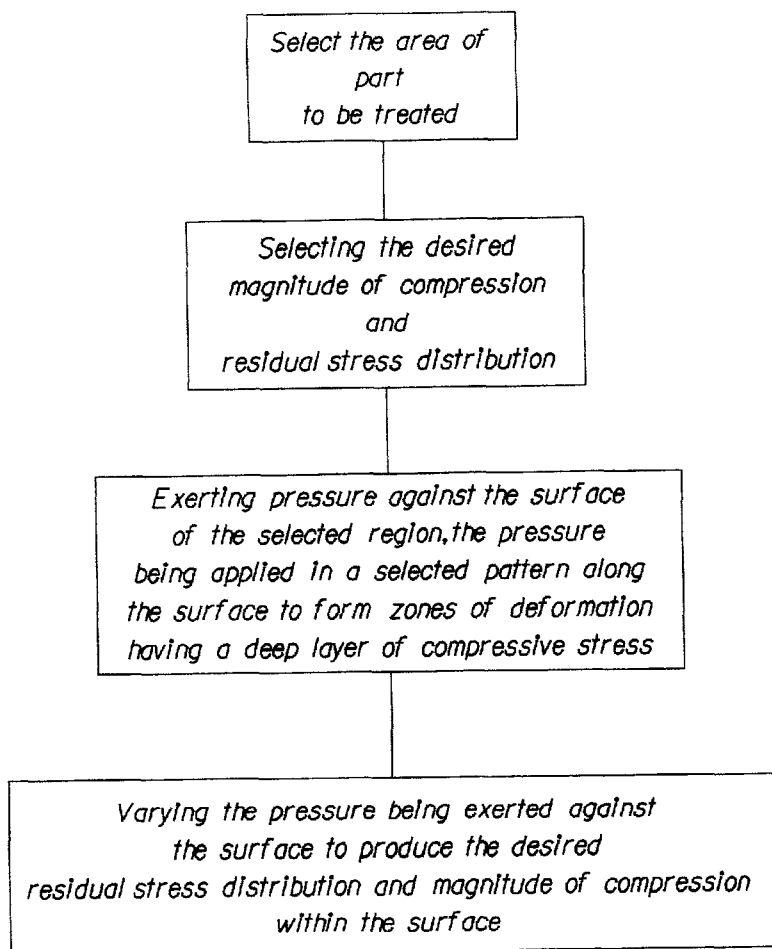 Select the area of
part
to be treated
Selecting the desired
magnitude of compression
and
residual stress distribution
Exerting pressure against the surface
of the selected region, the pressure
being applied in a selected pattern along
the surface to form zones of deformation
having a deep layer of compressive stress
Varying the pressure being exerted against
the surface to produce the desired
residual stress distribution and magnitude of compression
within the surface